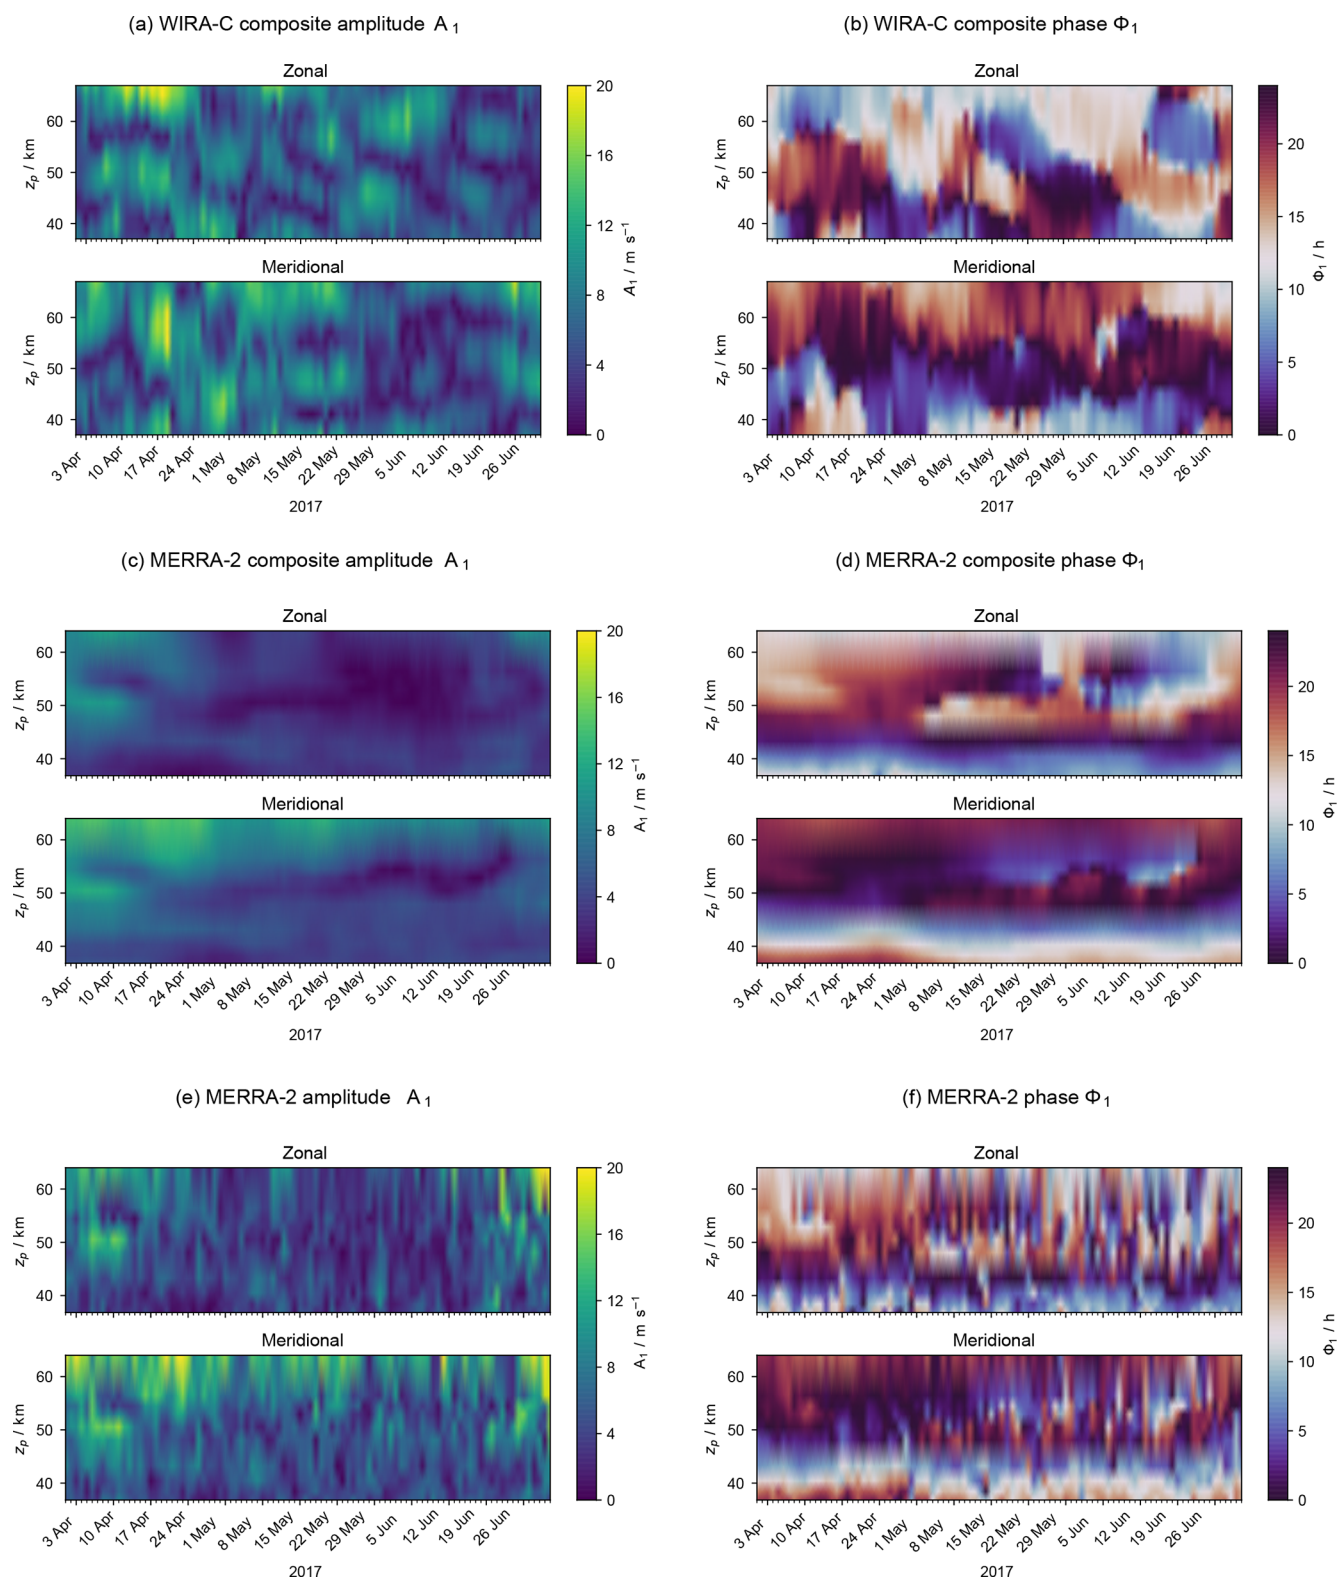 (a) WIRA-C composite amplitude A 1
Zonal
60
50
40
z_p / km
Meridional
60
50
40
z_p / km
3 Apr
10 Apr
17 Apr
24 Apr
1 May
8 May
15 May
22 May
29 May
5 Jun
12 Jun
19 Jun
26 Jun
2017
20
16
12
8
4
0
A1 / m s−1
(b) WIRA-C composite phase Φ1
Zonal
60
50
40
z_p / km
Meridional
60
50
40
z_p / km
3 Apr
10 Apr
17 Apr
24 Apr
1 May
8 May
15 May
22 May
29 May
5 Jun
12 Jun
19 Jun
26 Jun
2017
20
15
10
5
0
Φ1 / h
(c) MERRA-2 composite amplitude A 1
Zonal
60
50
40
z_p / km
Meridional
60
50
40
z_p / km
3 Apr
10 Apr
17 Apr
24 Apr
1 May
8 May
15 May
22 May
29 May
5 Jun
12 Jun
19 Jun
26 Jun
2017
20
16
12
8
4
0
A1 / m s−1
(d) MERRA-2 composite phase Φ1
Zonal
60
50
40
z_p / km
Meridional
60
50
40
z_p / km
3 Apr
10 Apr
17 Apr
24 Apr
1 May
8 May
15 May
22 May
29 May
5 Jun
12 Jun
19 Jun
26 Jun
2017
20
15
10
5
0
Φ1 / h
(e) MERRA-2 amplitude A 1
Zonal
60
50
40
z_p / km
Meridional
60
50
40
z_p / km
3 Apr
10 Apr
17 Apr
24 Apr
1 May
8 May
15 May
22 May
29 May
5 Jun
12 Jun
19 Jun
26 Jun
2017
20
16
12
8
4
0
A1 / m s−1
(f) MERRA-2 phase Φ1
Zonal
60
50
40
z_p / km
Meridional
60
50
40
z_p / km
3 Apr
10 Apr
17 Apr
24 Apr
1 May
8 May
15 May
22 May
29 May
5 Jun
12 Jun
19 Jun
26 Jun
2017
20
15
10
5
0
Φ1 / h